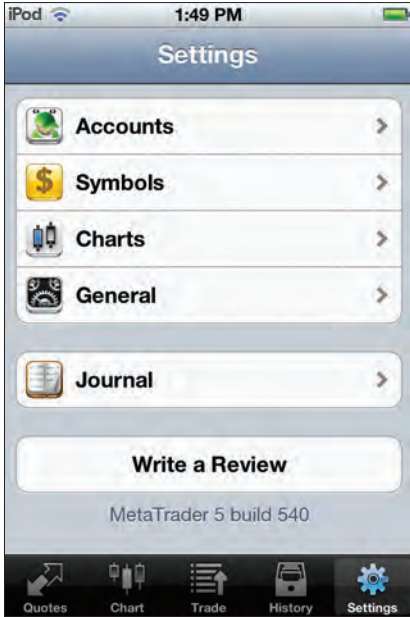 iPod 1:49 PM
Settings
Accounts
$ Symbols
Charts
General
Journal
Write a Review
MetaTrader 5 build 540
Quotes Chart Trade History Settings